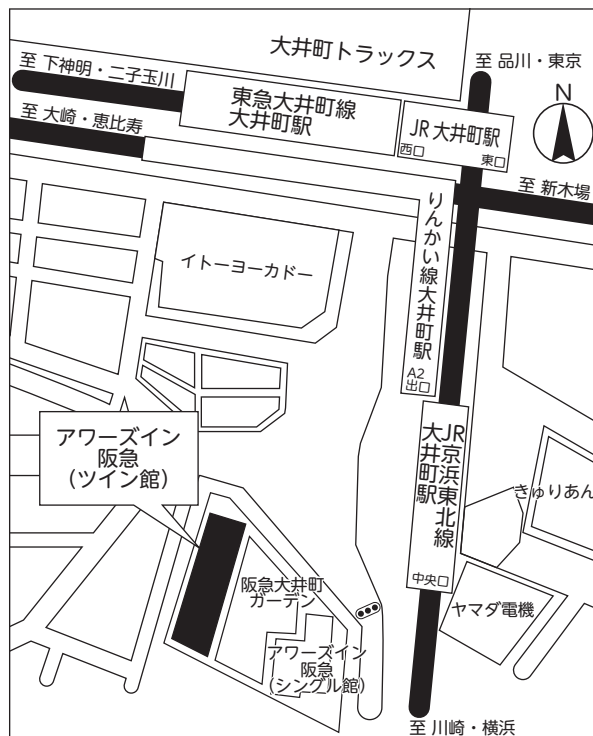 大井町トラックス
至 品川・東京
至 下神明・二子玉川
東急大井町線
大井町駅
JR 大井町駅
西口
東口
N
至 大崎・恵比寿
至 新木場
りんかい線大井町駅
A2
出口
イトーヨーカドー
アワーズイン
阪急
(ツイン館)
JR京浜東北線
大井町駅
中央口
きゅりあん
ヤマダ電機
阪急大井町
ガーデン
アワーズイン
阪急
(シングル館)
至 川崎・横浜